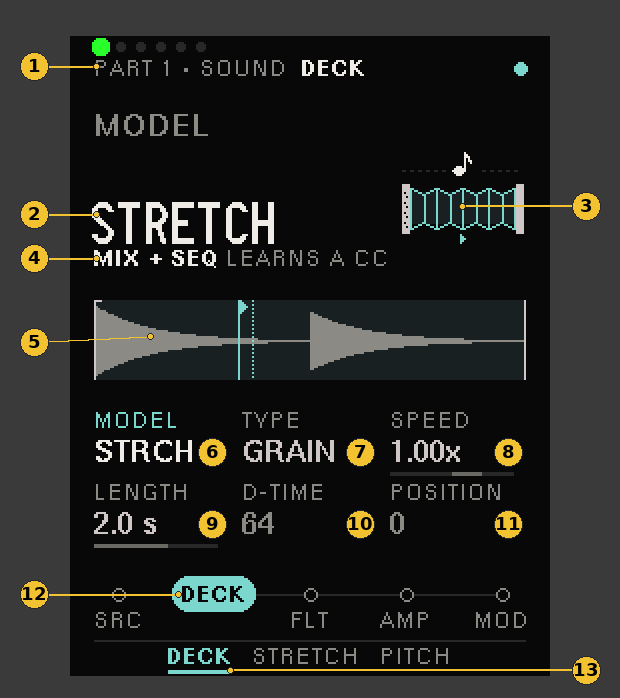 1 PART 1 · SOUND DECK
MODEL
2 STRETCH 3
4 MIX + SEQ LEARNS A CC
5
MODEL TYPE SPEED
STRCH 6 GRAIN 7 1.00x 8
LENGTH D-TIME POSITION
2.0 s 9 64 10 0 11
12 DECK
SRC FLT AMP MOD
DECK STRETCH PITCH
13